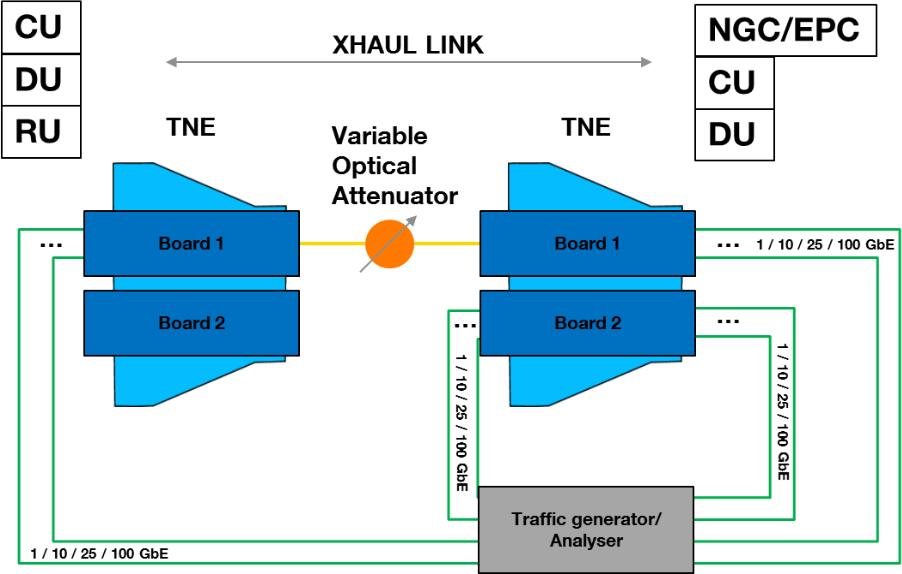 CU
DU
RU
XHAUL LINK
NGC/EPC
CU
DU
TNE
Variable
Optical
Attenuator
TNE
...
Board 1
Board 1
...
1 / 10 / 25 / 100 GbE
Board 2
...
Board 2
...
1 / 10 / 25 / 100 GbE
1 / 10 / 25 / 100 GbE
Traffic generator/
Analyser
1 / 10 / 25 / 100 GbE